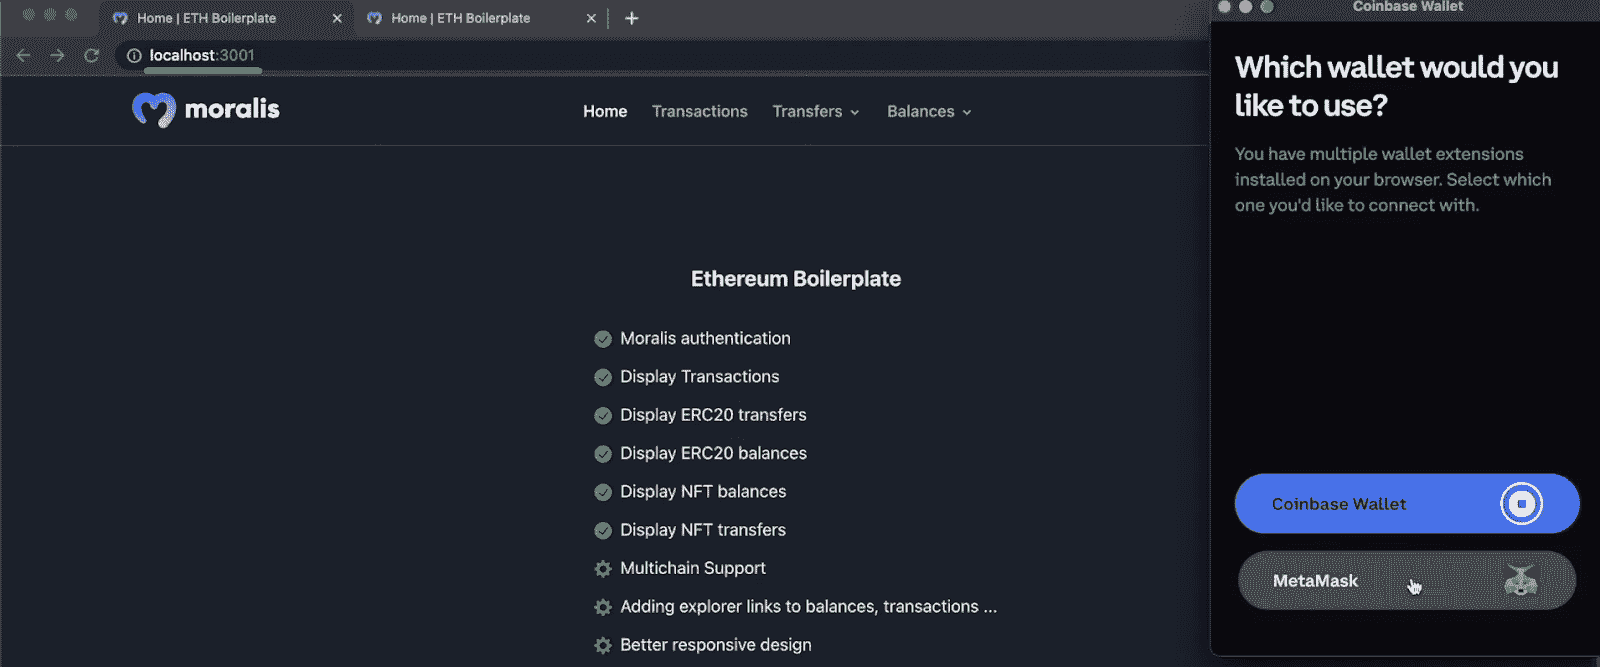 Home | ETH Boilerplate
Home | ETH Boilerplate
localhost:3001
moralis
Home
Transactions
Transfers
Balances
Ethereum Boilerplate
Moralis authentication
Display Transactions
Display ERC20 transfers
Display ERC20 balances
Display NFT balances
Display NFT transfers
Multichain Support
Adding explorer links to balances, transactions ...
Better responsive design
Coinbase Wallet
Which wallet would you
like to use?
You have multiple wallet extensions
installed on your browser. Select which
one you'd like to connect with.
Coinbase Wallet
MetaMask